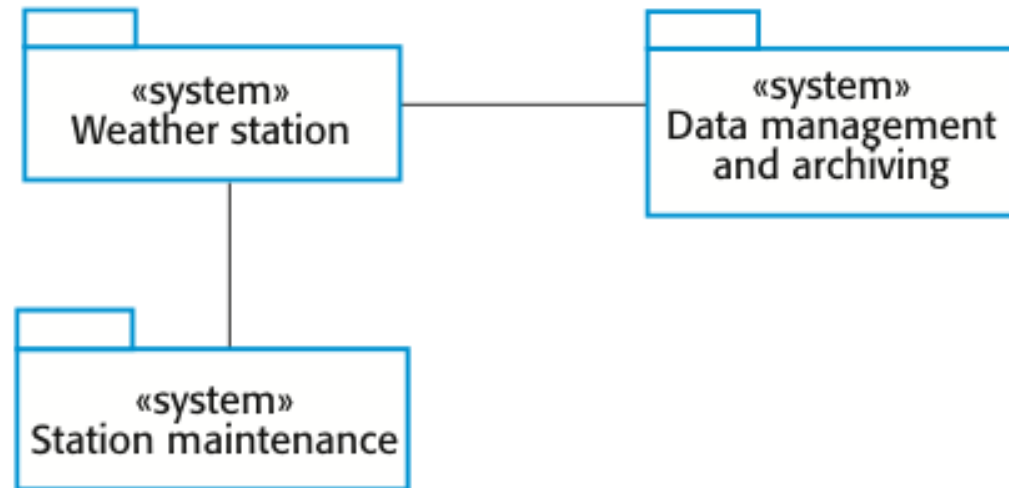 «system»
Weather station
«system»
Data management
and archiving
«system»
Station maintenance